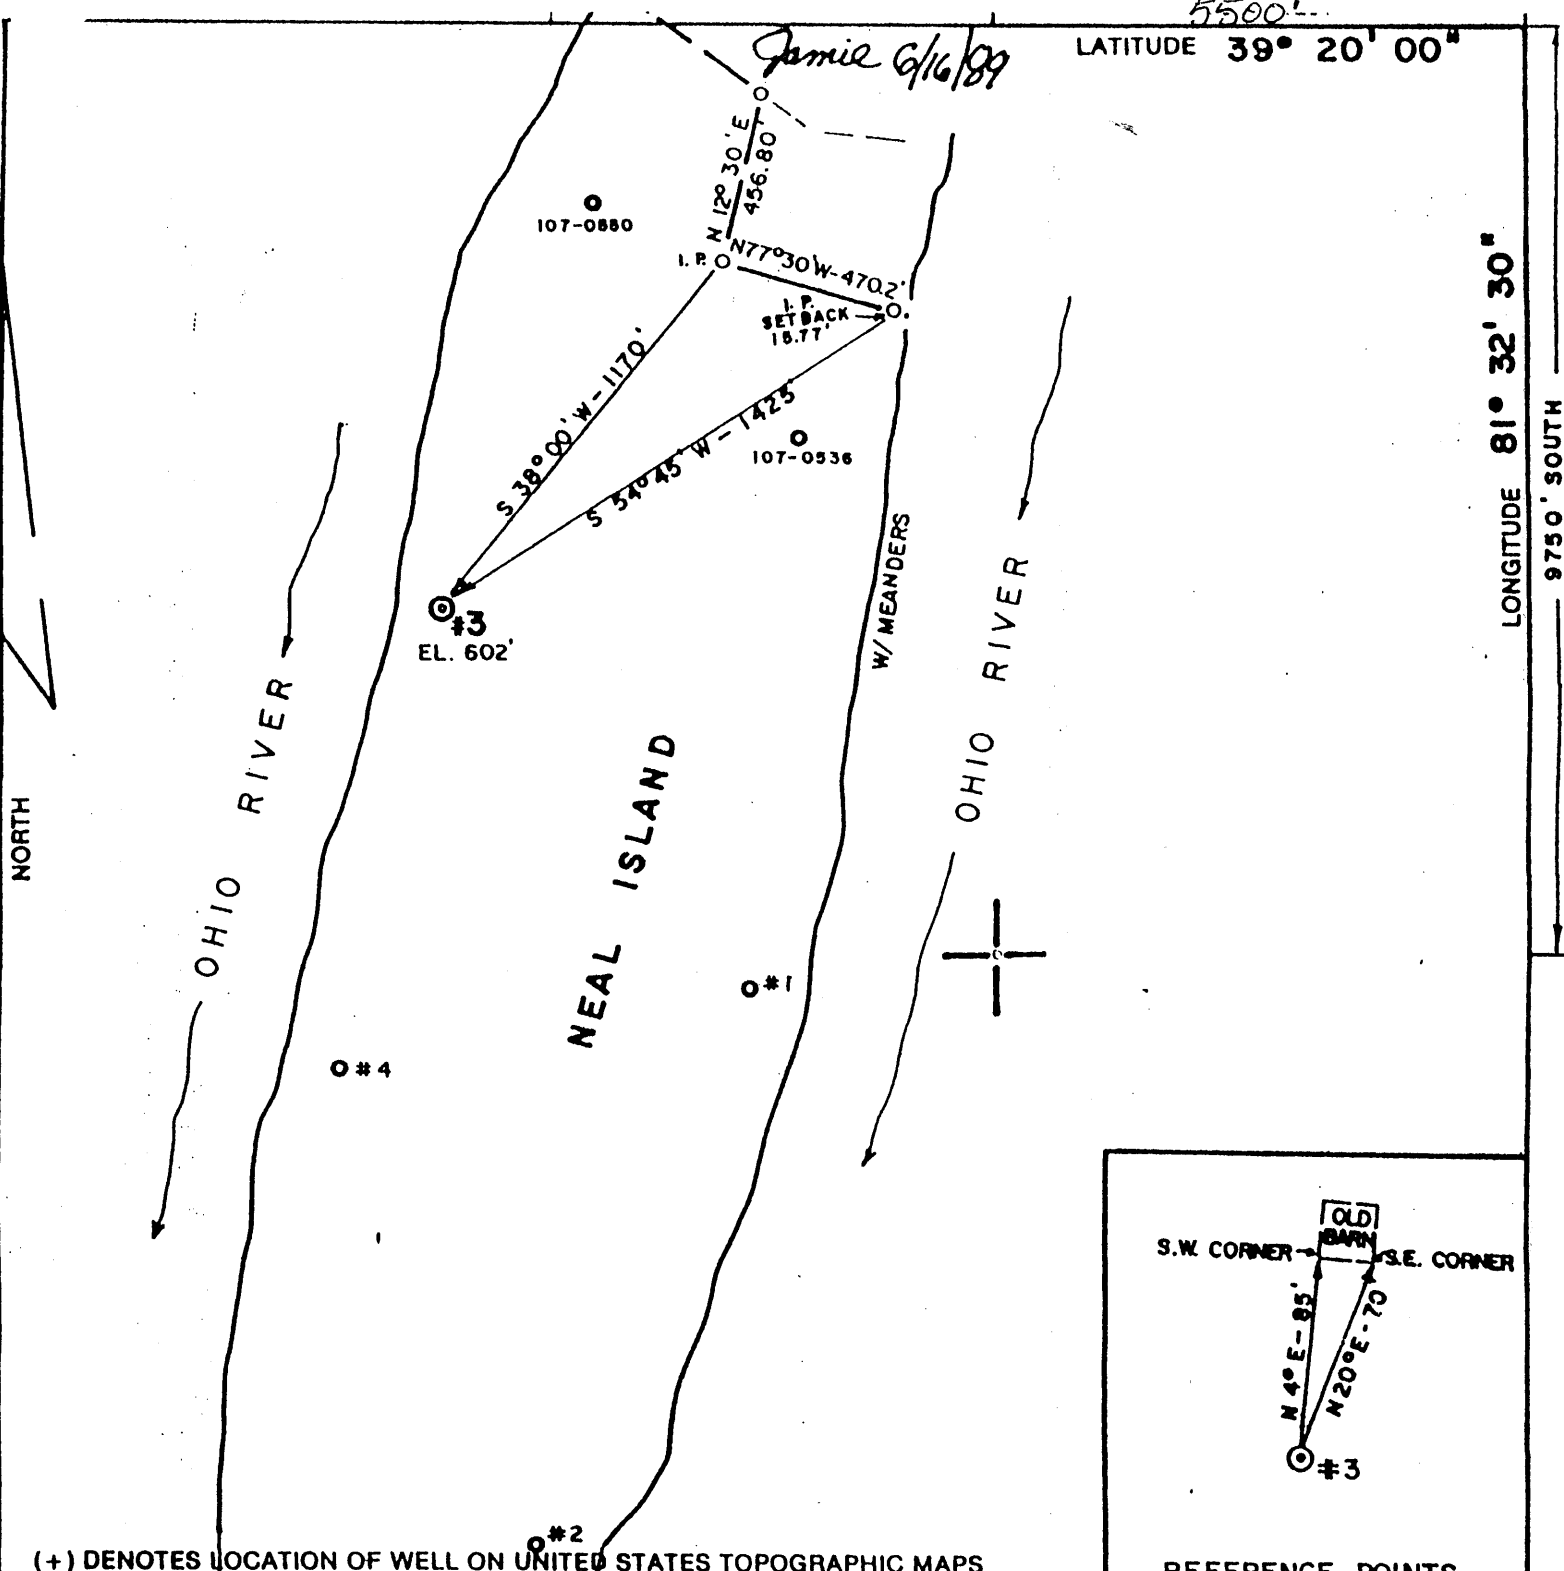 5500'
LATITUDE 39° 20' 00"
Jamie 6/16/89
N 12° 30' E
456.80'
107-0880
I. P.
N77°30'W-470.2'
I. P.
SET BACK
15.77'
LONGITUDE 81° 32' 30"
9750' SOUTH
S 38° 00' W - 1170'
S 54° 45' W - 1425'
107-0536
W/ MEANDERS
#3
EL. 602'
OHIO RIVER
OHIO RIVER
NEAL ISLAND
NORTH
#1
#4
OLD
BARN
S.W. CORNER
S.E. CORNER
N 4° E - 85'
N 20° E - 70'
#3
#2
(+) DENOTES LOCATION OF WELL ON UNITED STATES TOPOGRAPHIC MAPS
REFERENCE POINTS